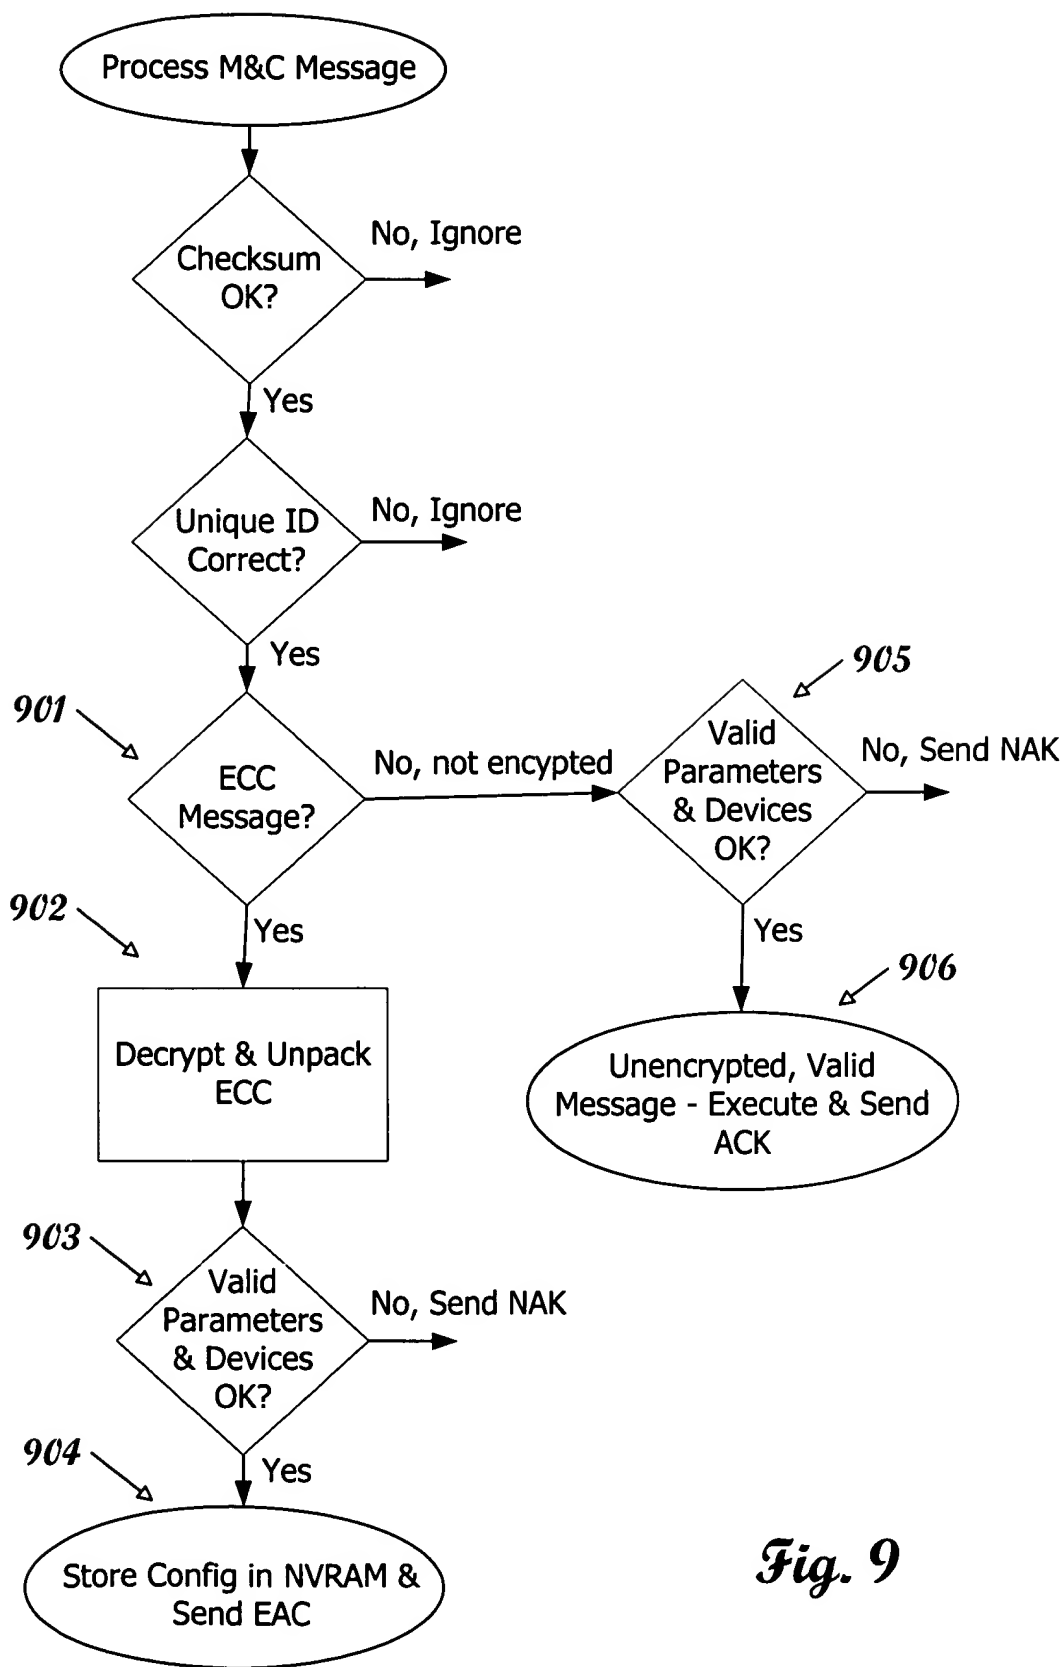 Process M&C Message
Checksum
OK?
No, Ignore
Yes
Unique ID
Correct?
No, Ignore
Yes
901
ECC
Message?
No, not encypted
905
Valid
Parameters
& Devices
OK?
No, Send NAK
Yes
906
Unencrypted, Valid
Message - Execute & Send
ACK
902
Yes
Decrypt & Unpack
ECC
903
Valid
Parameters
& Devices
OK?
No, Send NAK
904
Yes
Store Config in NVRAM &
Send EAC
Fig. 9